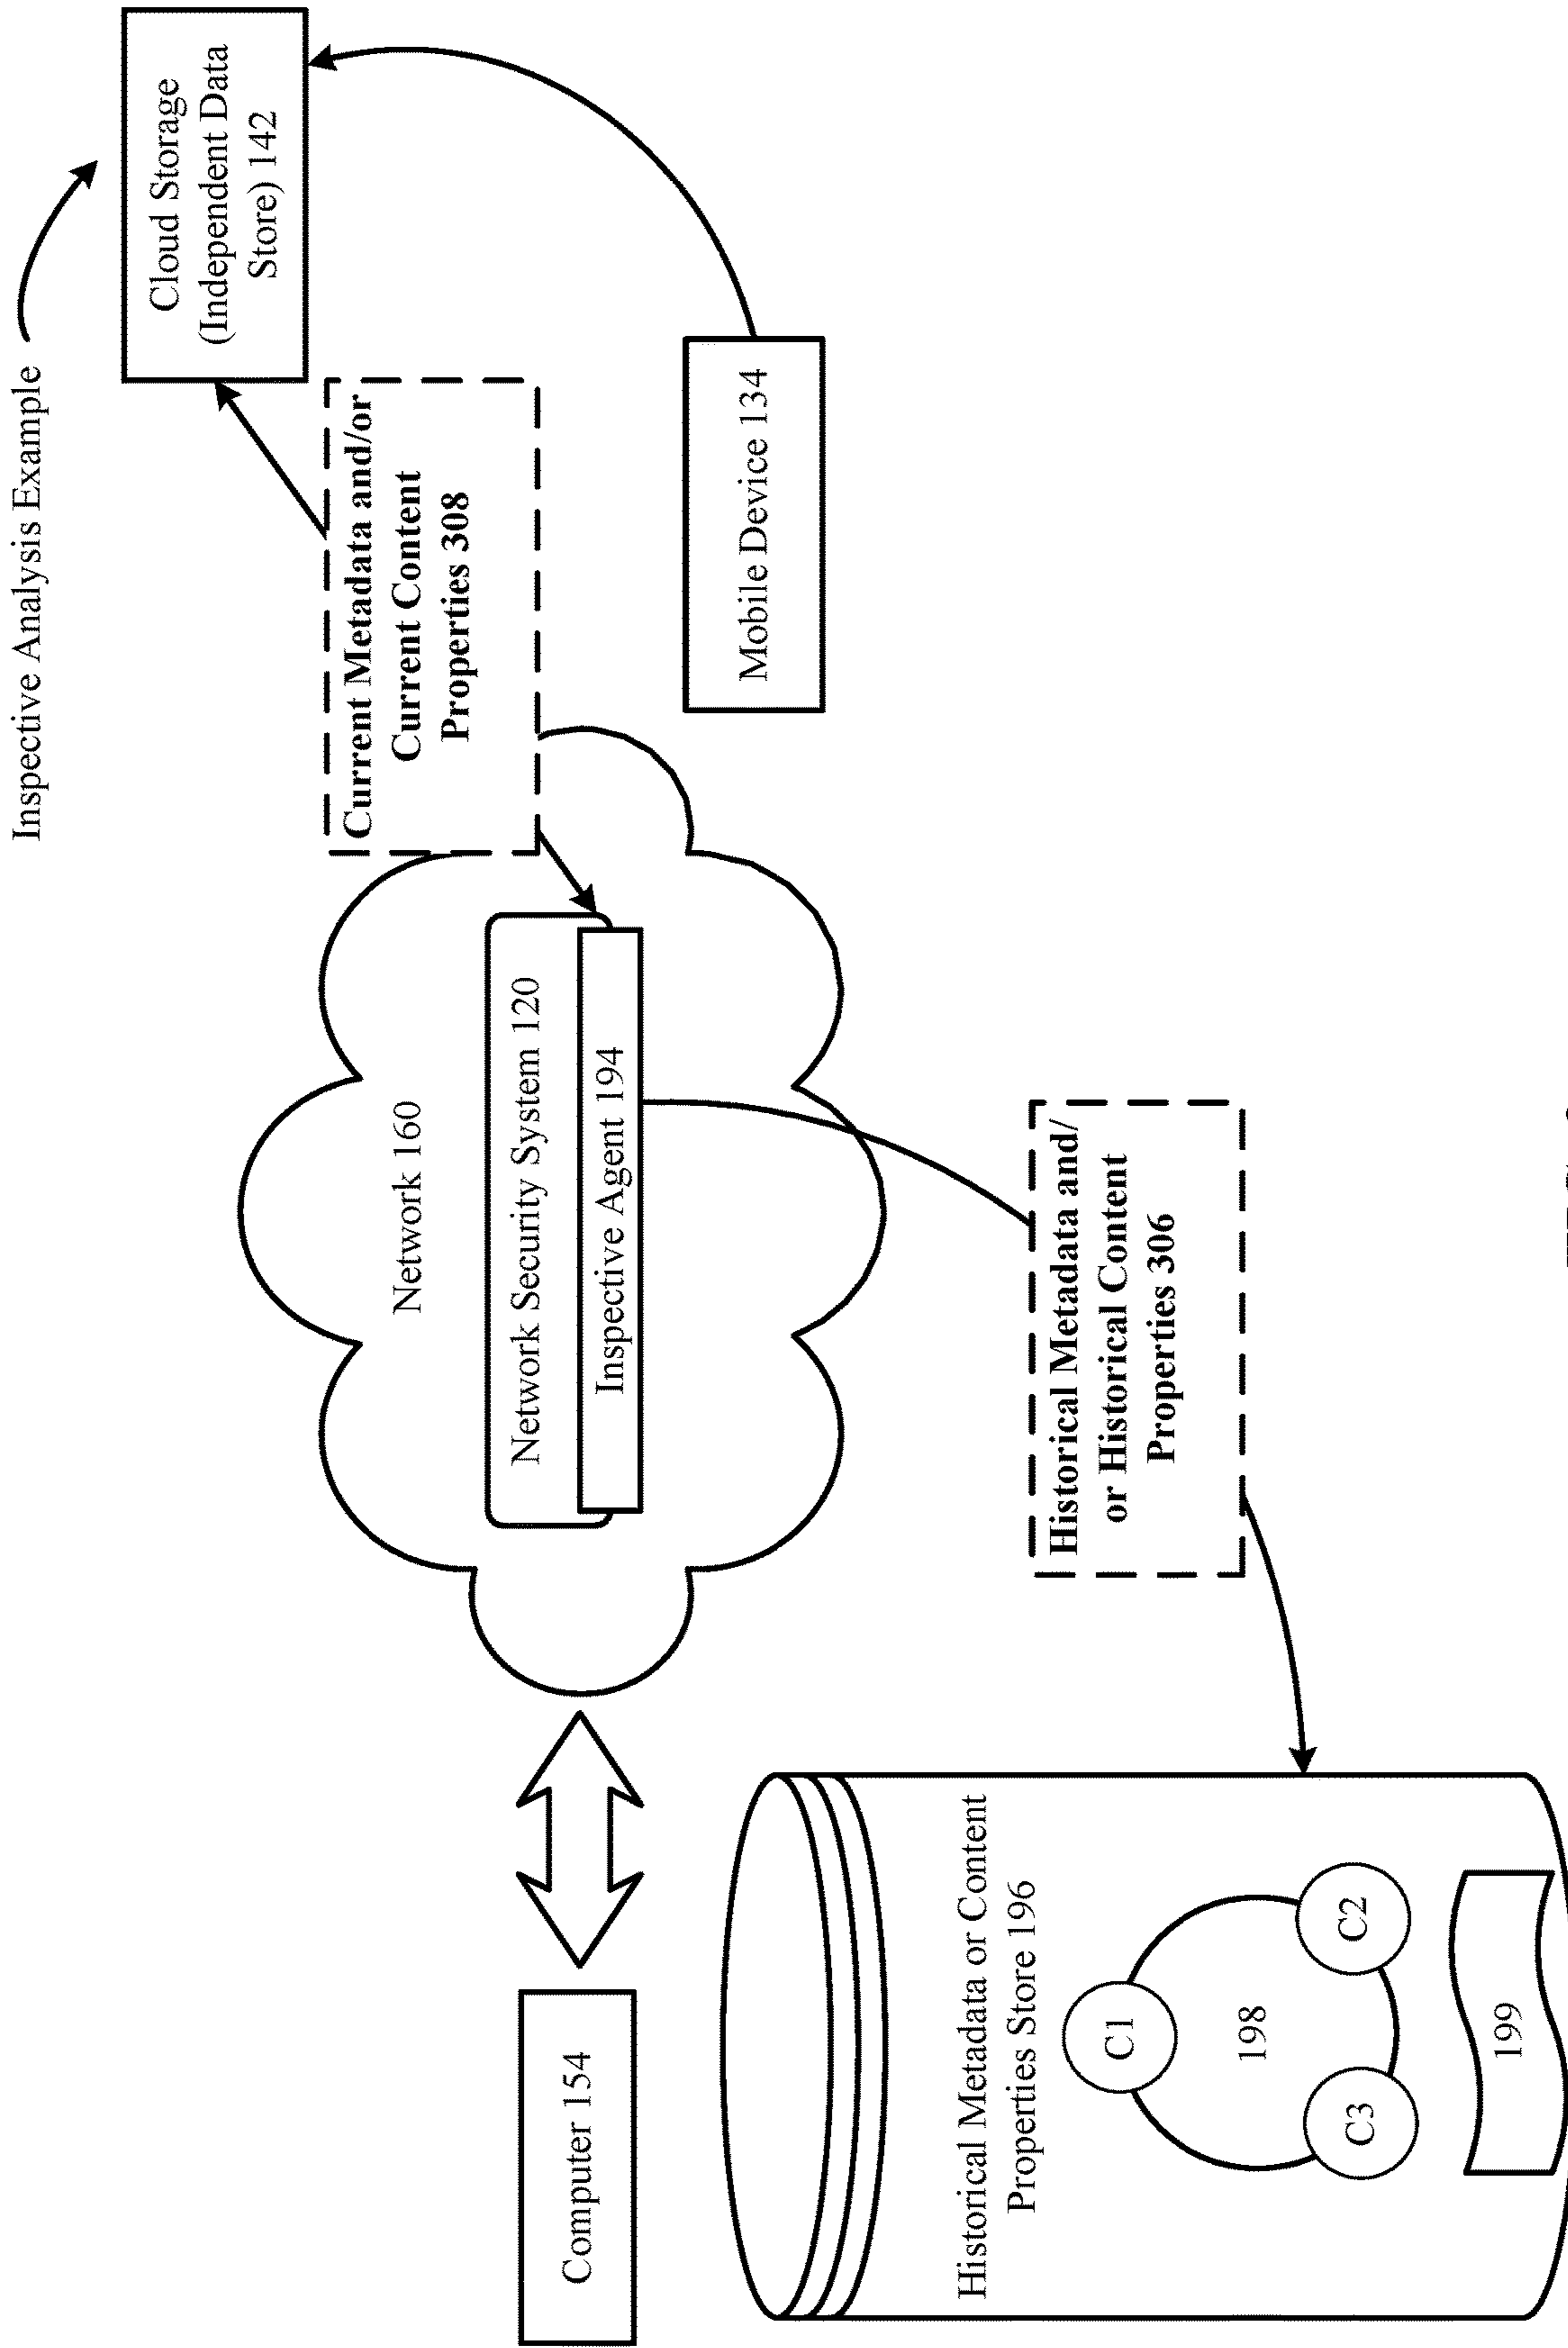 Inspective Analysis Example
Cloud Storage
(Independent Data
Store) 142
Current Metadata and/or
Current Content
Properties 308
Mobile Device 134
Network 160
Network Security System 120
Inspective Agent 194
Historical Metadata and/
or Historical Content
Properties 306
Computer 154
Historical Metadata or Content
Properties Store 196
C1
C2
C3
198
199